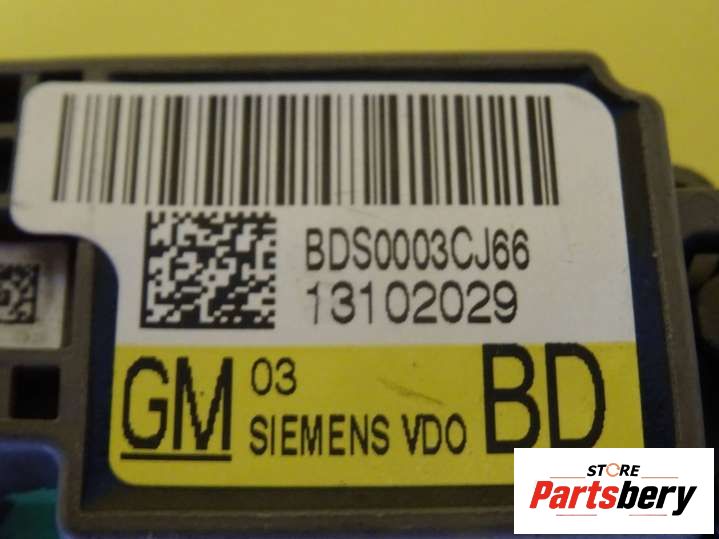 BDS0003CJ66
13102029
GM 03
SIEMENS VDO BD
STORE
Partsbery